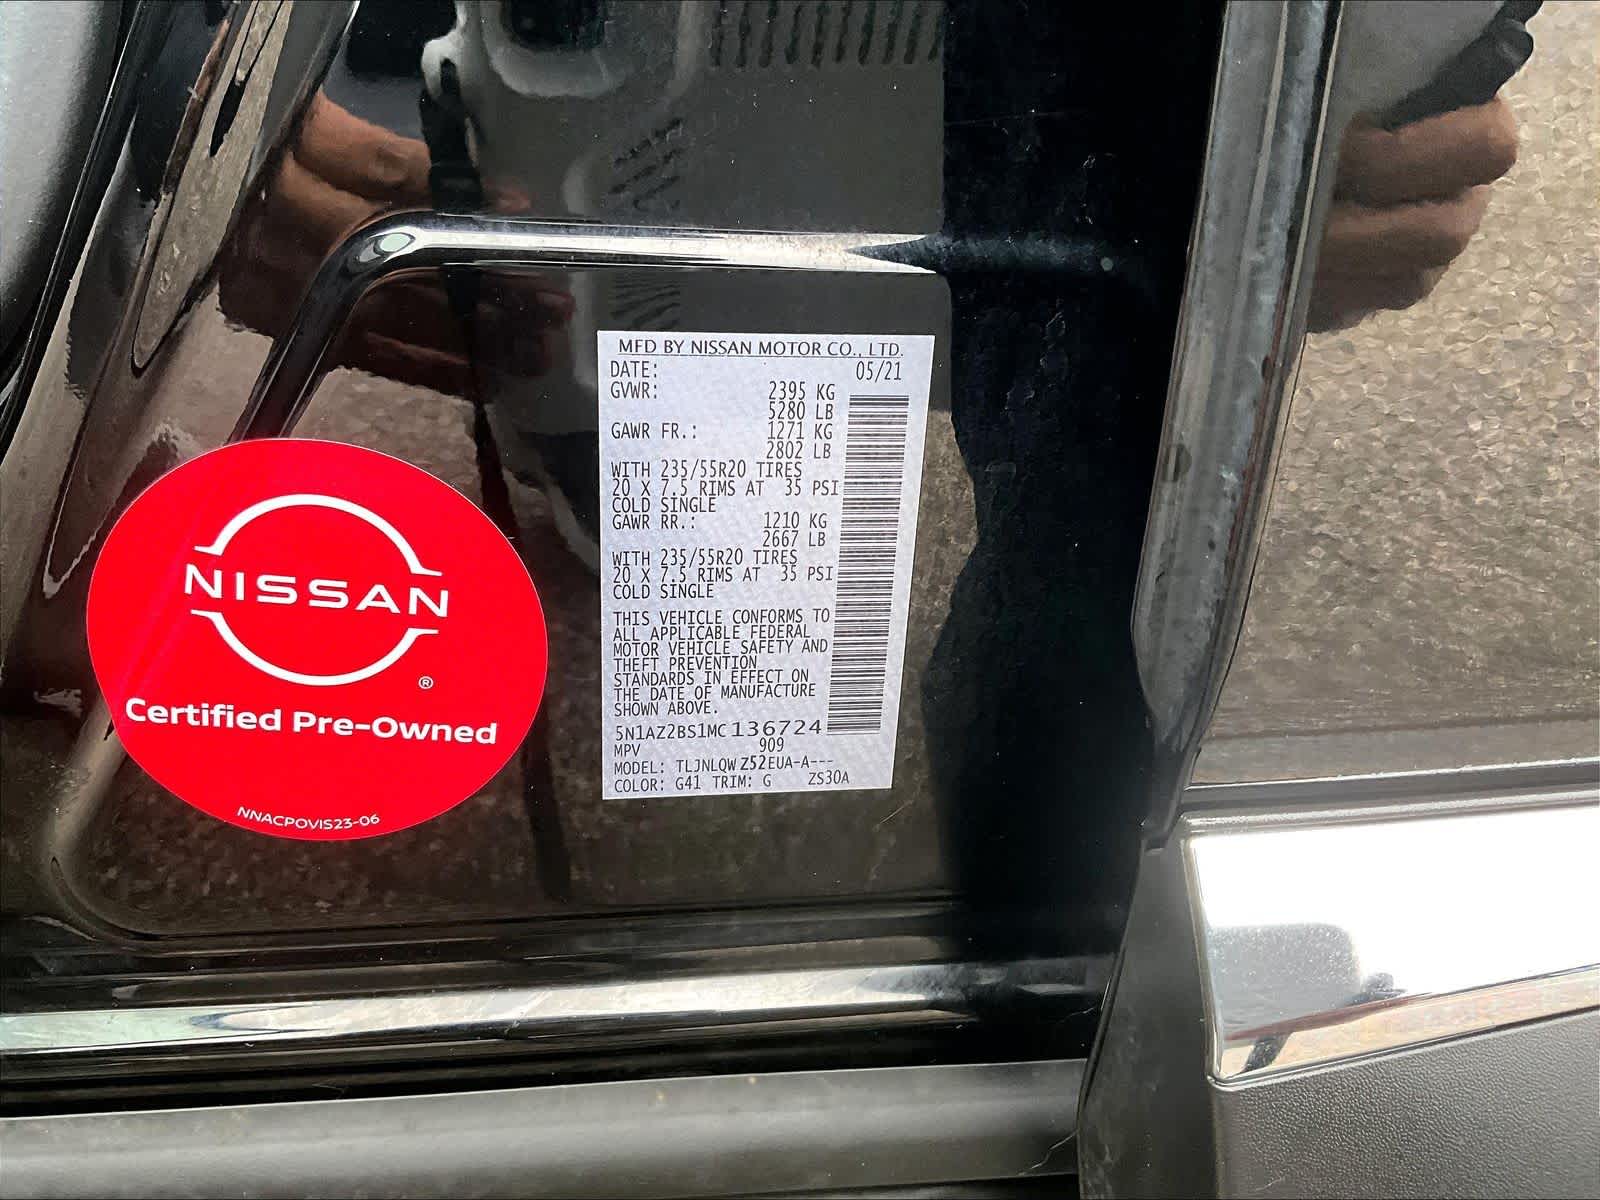 MFD BY NISSAN MOTOR CO., LTD.
DATE: 05/21
GVWR: 2395 KG
5280 LB
GAWR FR.: 1271 KG
2802 LB
WITH 235/55R20 TIRES
20 X 7.5 RIMS AT 35 PSI
COLD SINGLE
GAWR RR.: 1210 KG
2667 LB
WITH 235/55R20 TIRES
20 X 7.5 RIMS AT 35 PSI
COLD SINGLE
THIS VEHICLE CONFORMS TO
ALL APPLICABLE FEDERAL
MOTOR VEHICLE SAFETY AND
THEFT PREVENTION
STANDARDS IN EFFECT ON
THE DATE OF MANUFACTURE
SHOWN ABOVE.
5N1AZ2BS1MC136724
MPV 909
MODEL: TLJNLQWZ52EUA-A---
COLOR: G41 TRIM: G ZS30A
NISSAN
®
Certified Pre-Owned
NNACPOVIS23-06